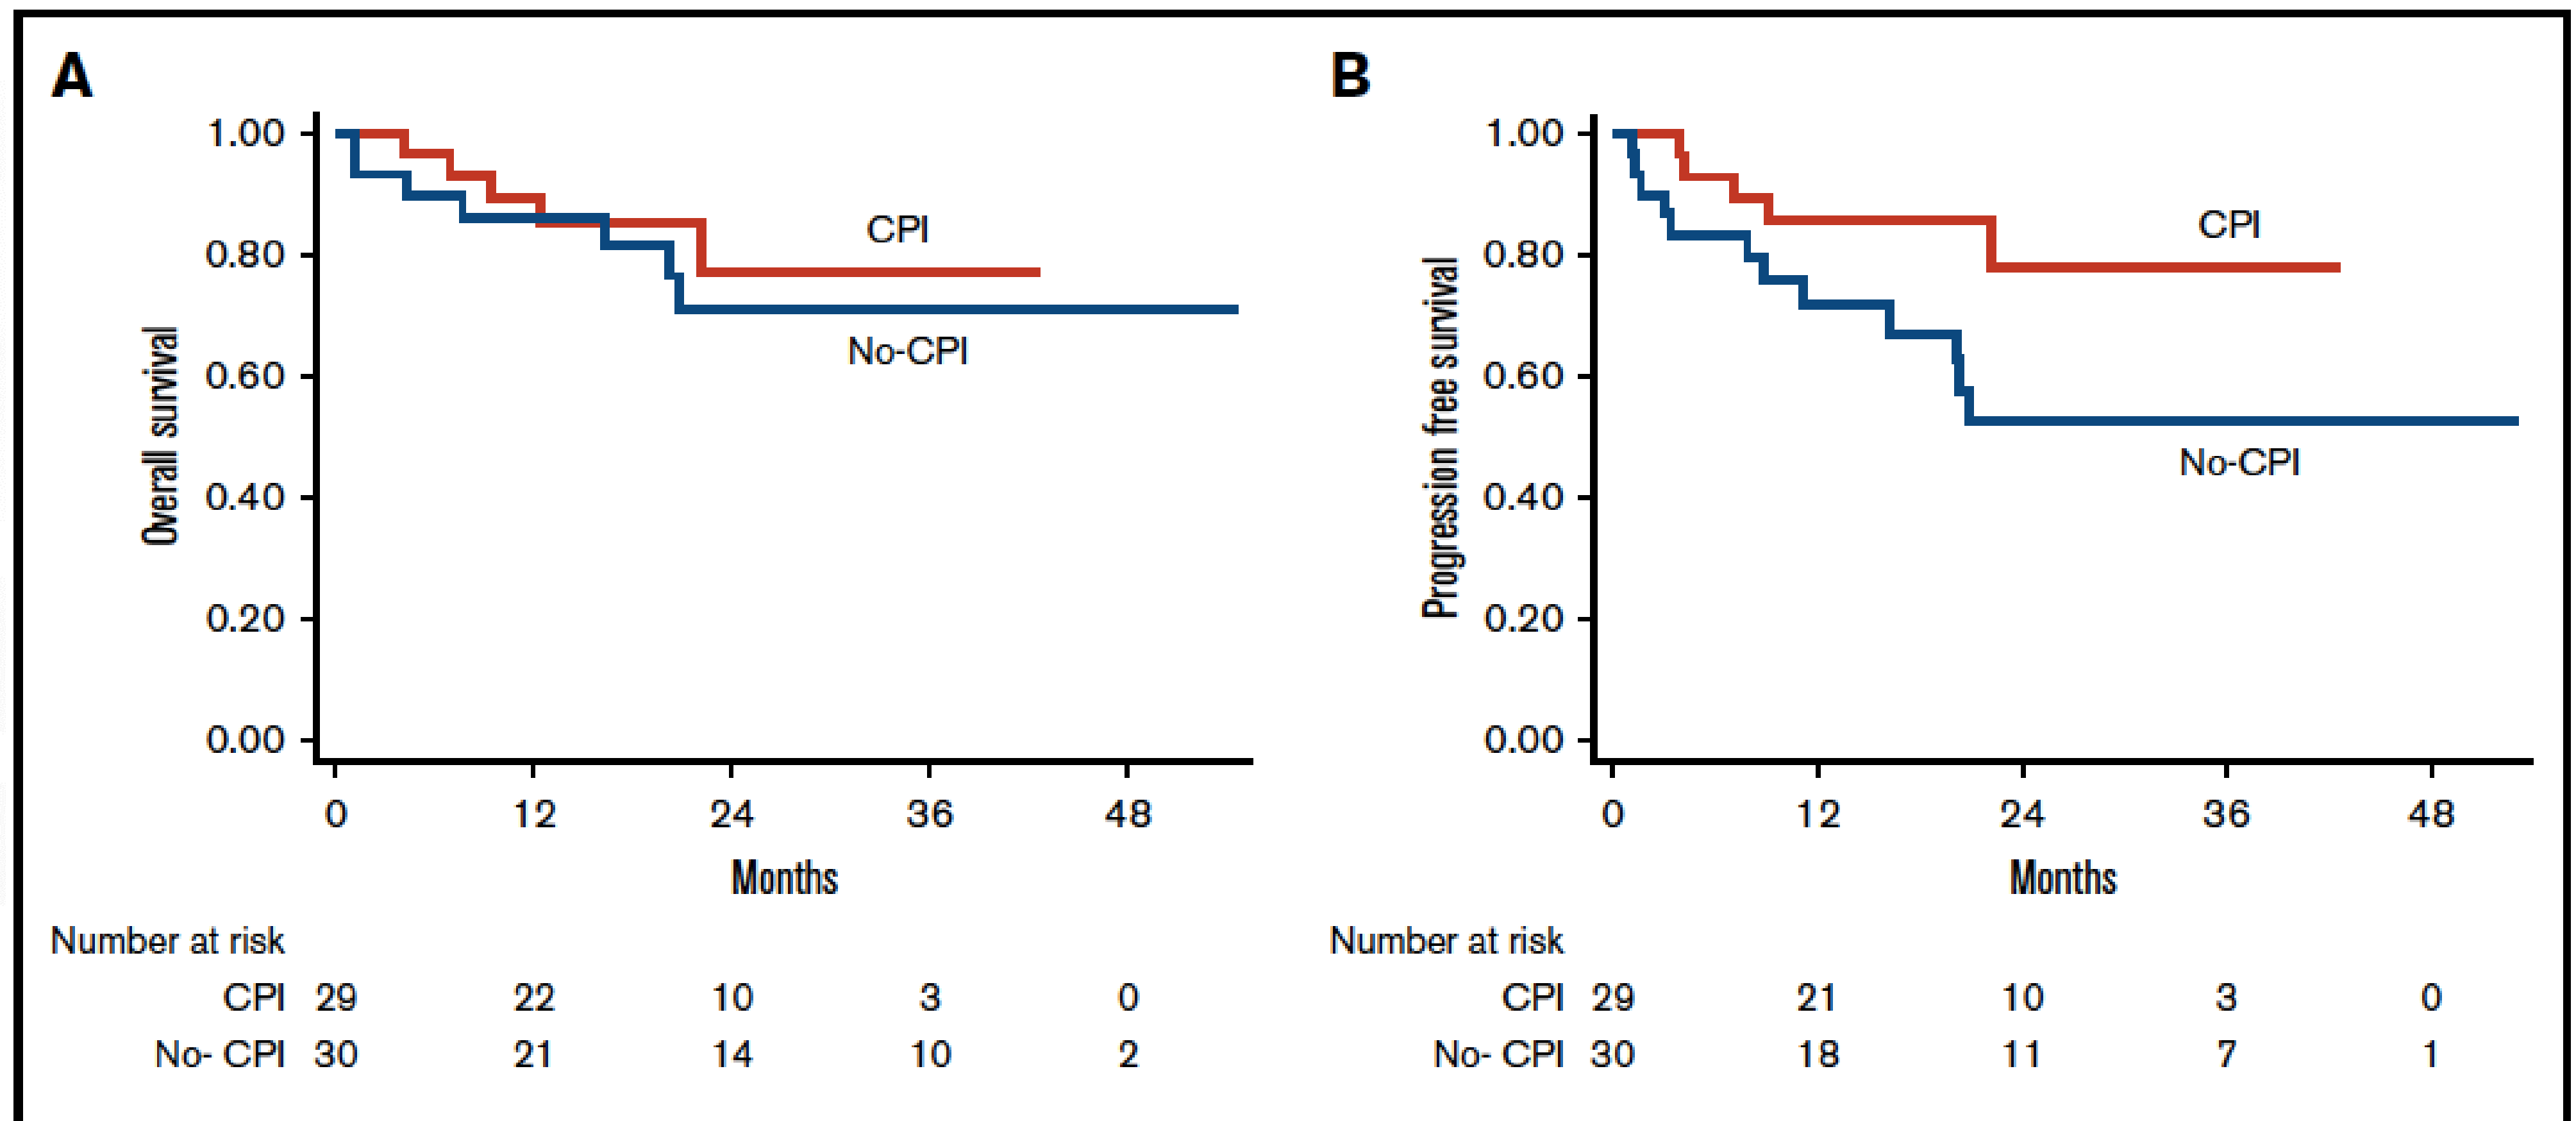 A
1.00
0.80
0.60
0.40
0.20
0.00
Overall survival
CPI
No-CPI
0 12 24 36 48
Months
Number at risk
CPI 29 22 10 3 0
No- CPI 30 21 14 10 2
B
1.00
0.80
0.60
0.40
0.20
0.00
Progression free survival
CPI
No-CPI
0 12 24 36 48
Months
Number at risk
CPI 29 21 10 3 0
No- CPI 30 18 11 7 1